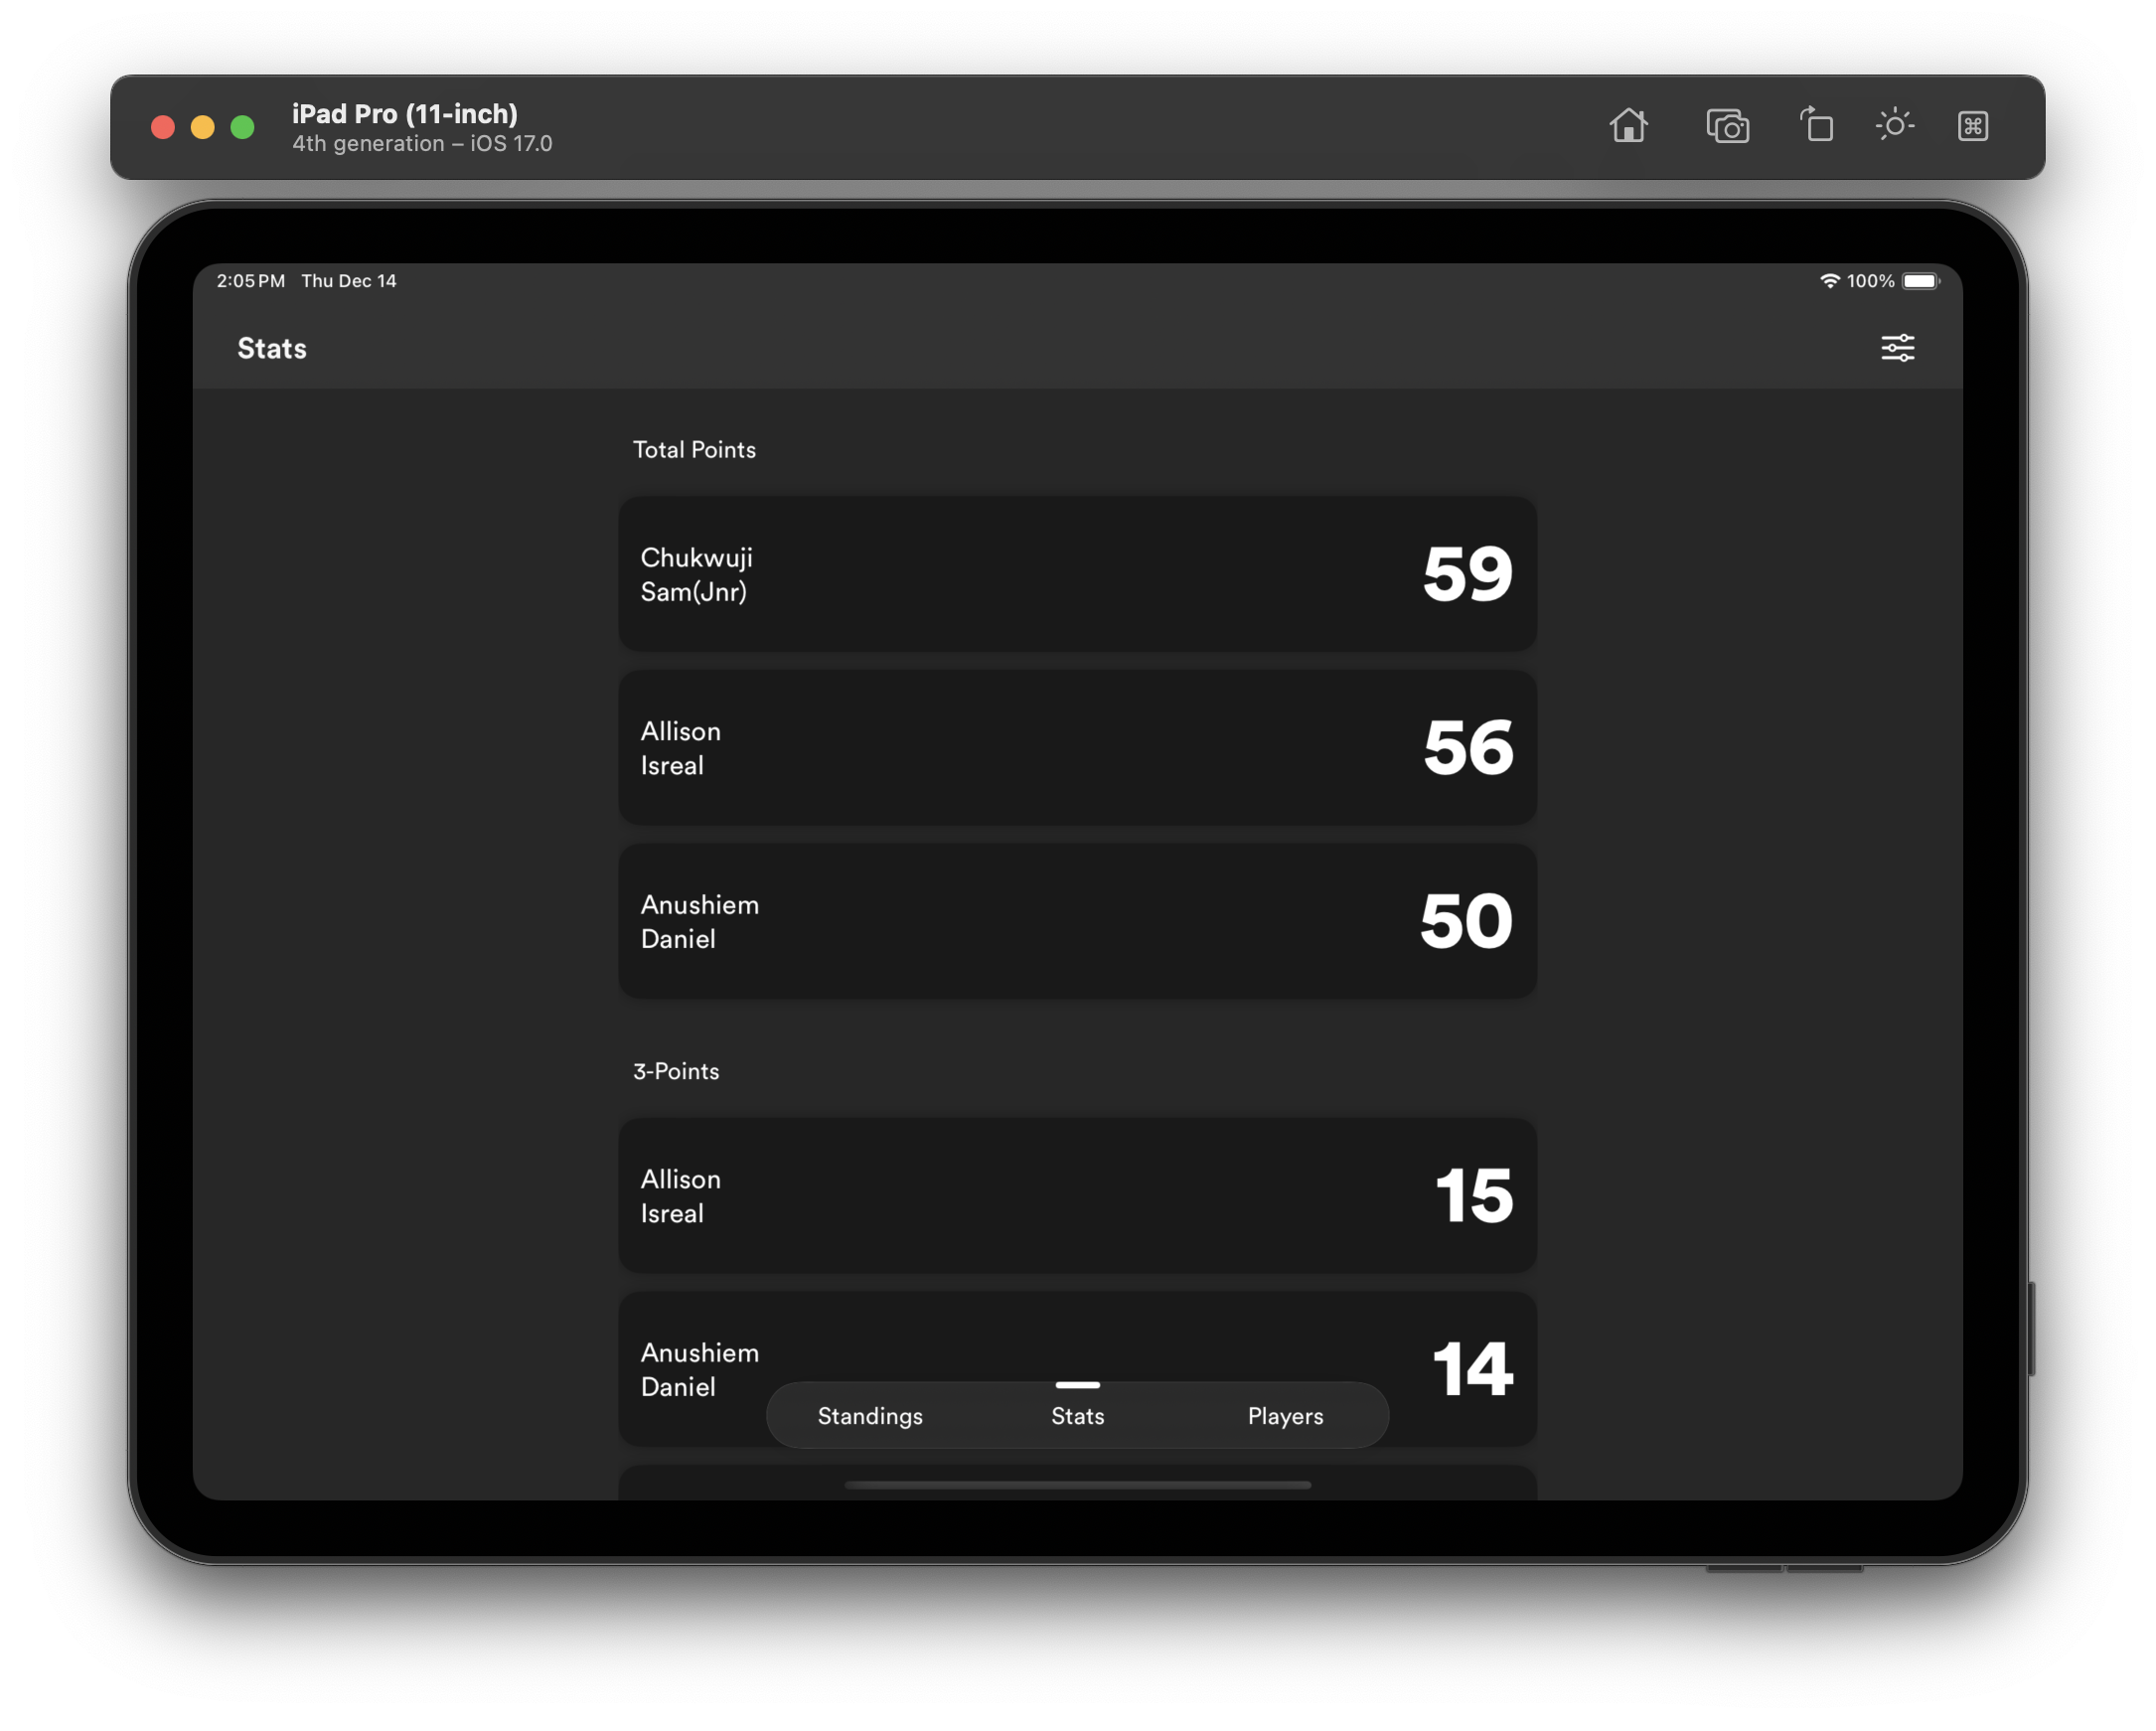 iPad Pro (11-inch)
4th generation – iOS 17.0
2:05 PM Thu Dec 14
100%
Stats
Total Points
Chukwuji
Sam(Jnr)
59
Allison
Isreal
56
Anushiem
Daniel
50
3-Points
Allison
Isreal
15
Anushiem
Daniel
14
Standings
Stats
Players